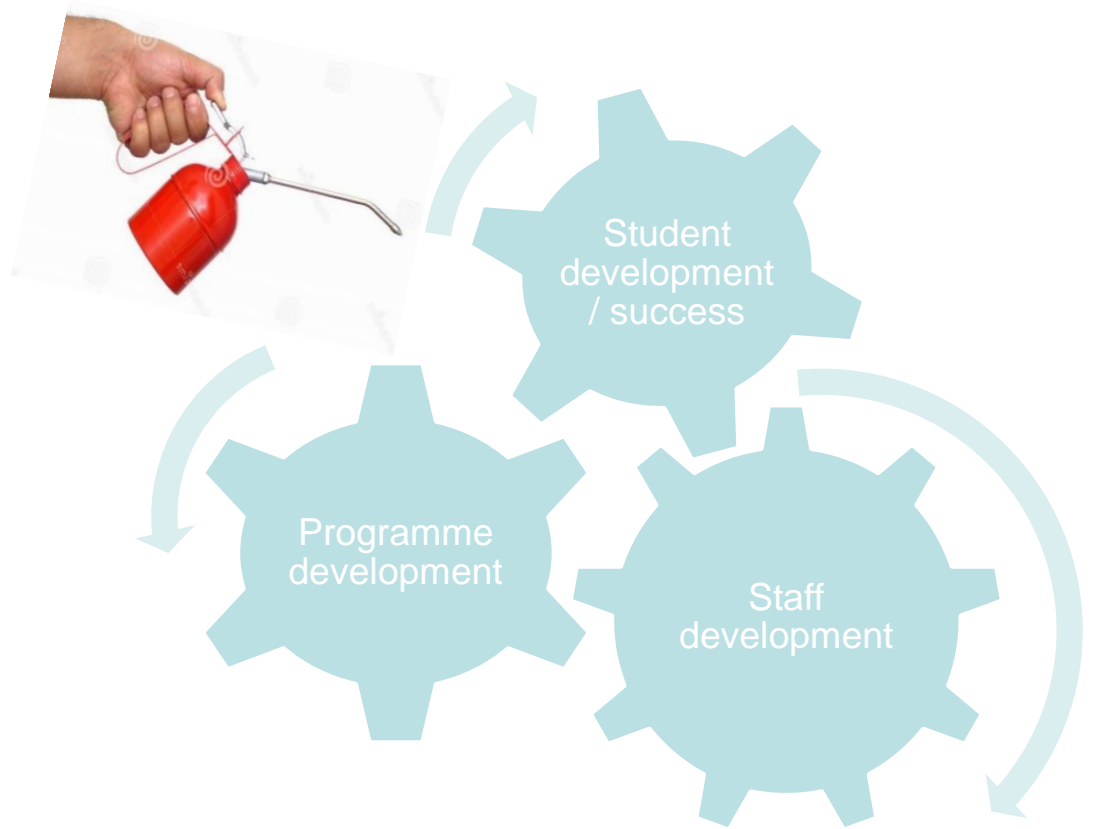 Student
development
/ success
Programme
development
Staff
development